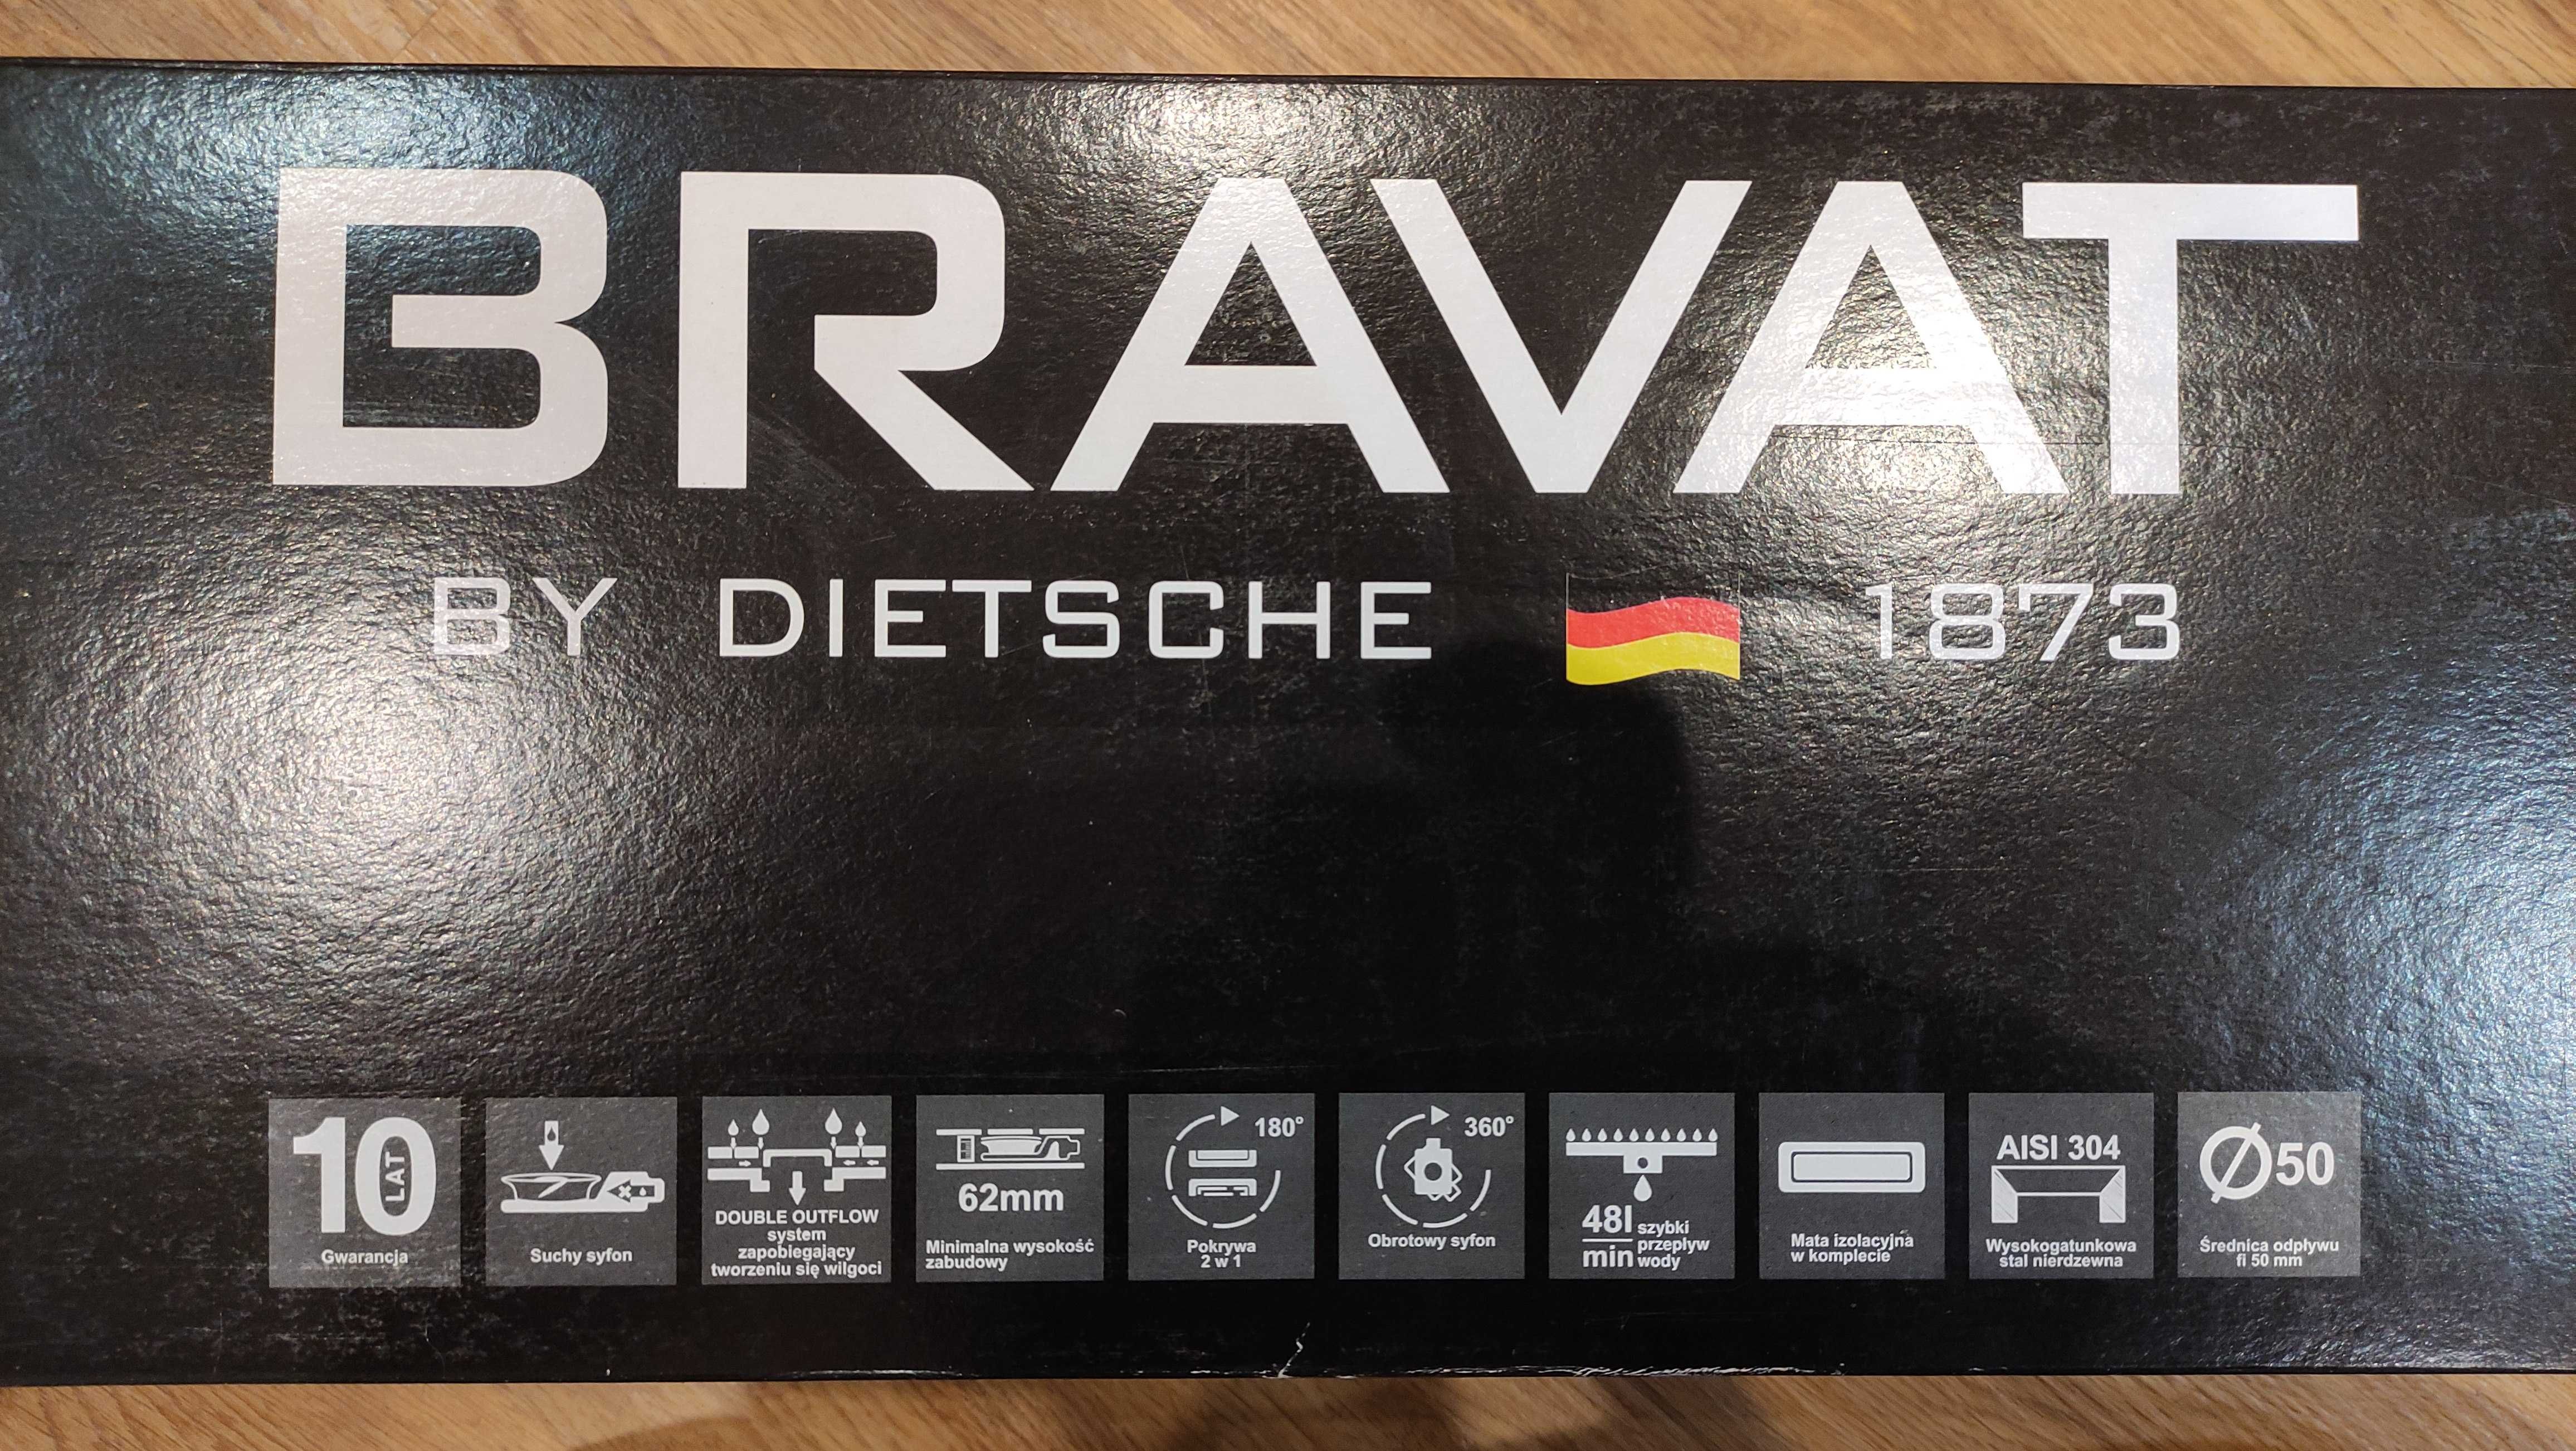 BRAVAT
BY DIETSCHE 1873
10 LAT
Gwarancja
Suchy syfon
DOUBLE OUTFLOW
system
zapobiegający
tworzeniu się wilgoci
62mm
Minimalna wysokość
zabudowy
180°
Pokrywa
2 w 1
360°
Obrotowy syfon
48l
min
szybki
przepływ
wody
Mata izolacyjna
w komplecie
AISI 304
Wysokogatunkowa
stal nierdzewna
Ø50
Średnica odpływu
fi 50 mm